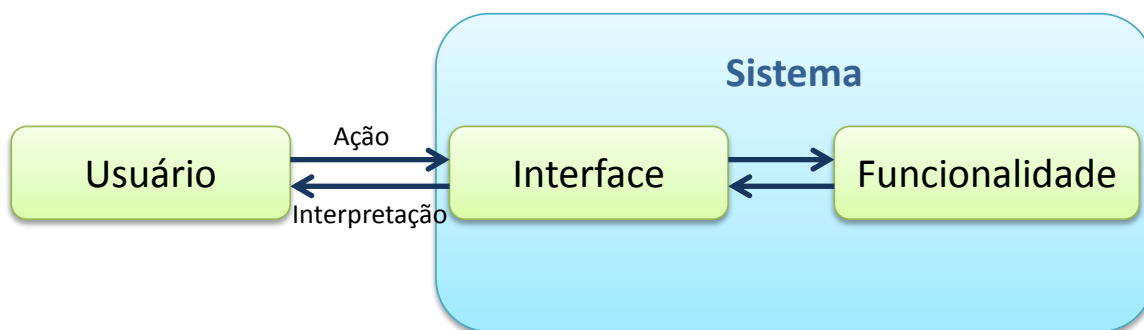 Sistema
Ação
Usuário
Interface
Funcionalidade
Interpretação